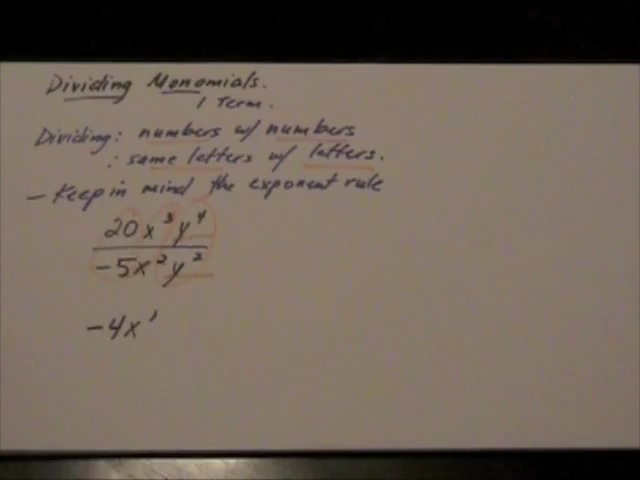 Dividing Monomials.
1 Term.
Dividing: numbers w/ numbers
: same letters w/ letters.
- Keep in mind the exponent rule
20x³y⁴
-5x²y²
-4x¹